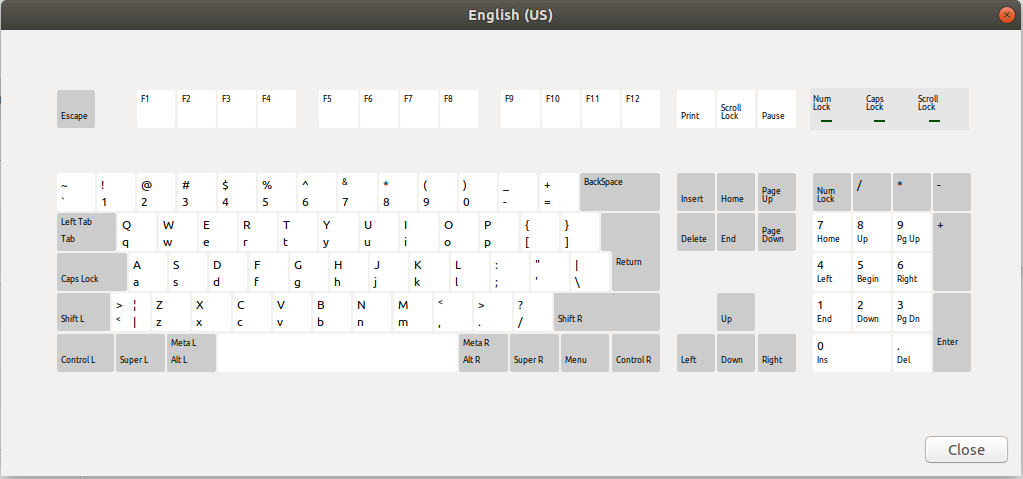 English (US)
Escape F1 F2 F3 F4 F5 F6 F7 F8 F9 F10 F11 F12 Print Scroll Lock Pause Num Lock Caps Lock Scroll Lock
~ ! @ # $ % ^ & * ( ) _ + BackSpace
` 1 2 3 4 5 6 7 8 9 0 - =
Insert Home Page Up Num Lock / * -
Left Tab Q W E R T Y U I O P { }
Tab q w e r t y u i o p [ ]
Delete End Page Down 7 8 9 +
Home Up Pg Up
A S D F G H J K L : " | Return
Caps Lock a s d f g h j k l ; ' \
4 5 6
Left Begin Right
> ¦ Z X C V B N M < > ?
Shift L < | z x c v b n m , . / Shift R
Up 1 2 3
End Down Pg Dn
Meta L Meta R
Control L Super L Alt L Alt R Super R Menu Control R
Left Down Right 0 . Enter
Ins Del
Close